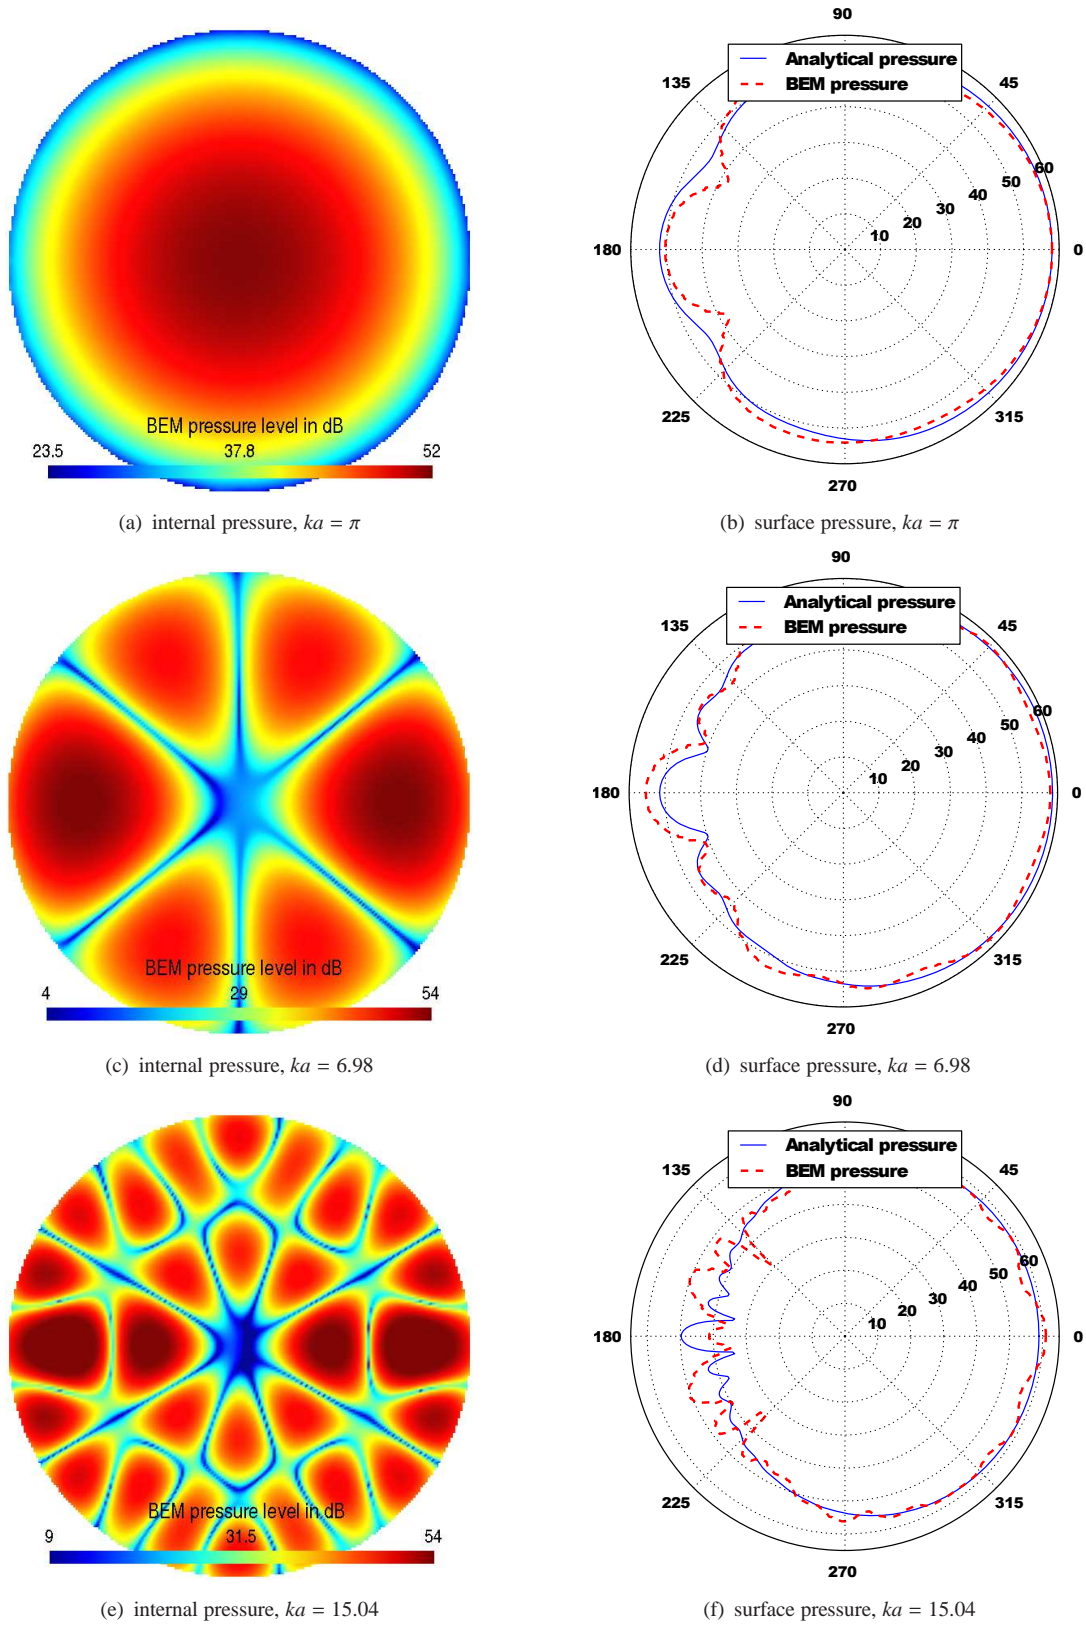 BEM pressure level in dB
23.5 37.8 52
(a) internal pressure, ka = π
90
Analytical pressure
BEM pressure
135 45
60
50
40
30
20
10
180 0
225 315
270
(b) surface pressure, ka = π
BEM pressure level in dB
4 29 54
(c) internal pressure, ka = 6.98
90
Analytical pressure
BEM pressure
135 45
60
50
40
30
20
10
180 0
225 315
270
(d) surface pressure, ka = 6.98
BEM pressure level in dB
9 31.5 54
(e) internal pressure, ka = 15.04
90
Analytical pressure
BEM pressure
135 45
60
50
40
30
20
10
180 0
225 315
270
(f) surface pressure, ka = 15.04